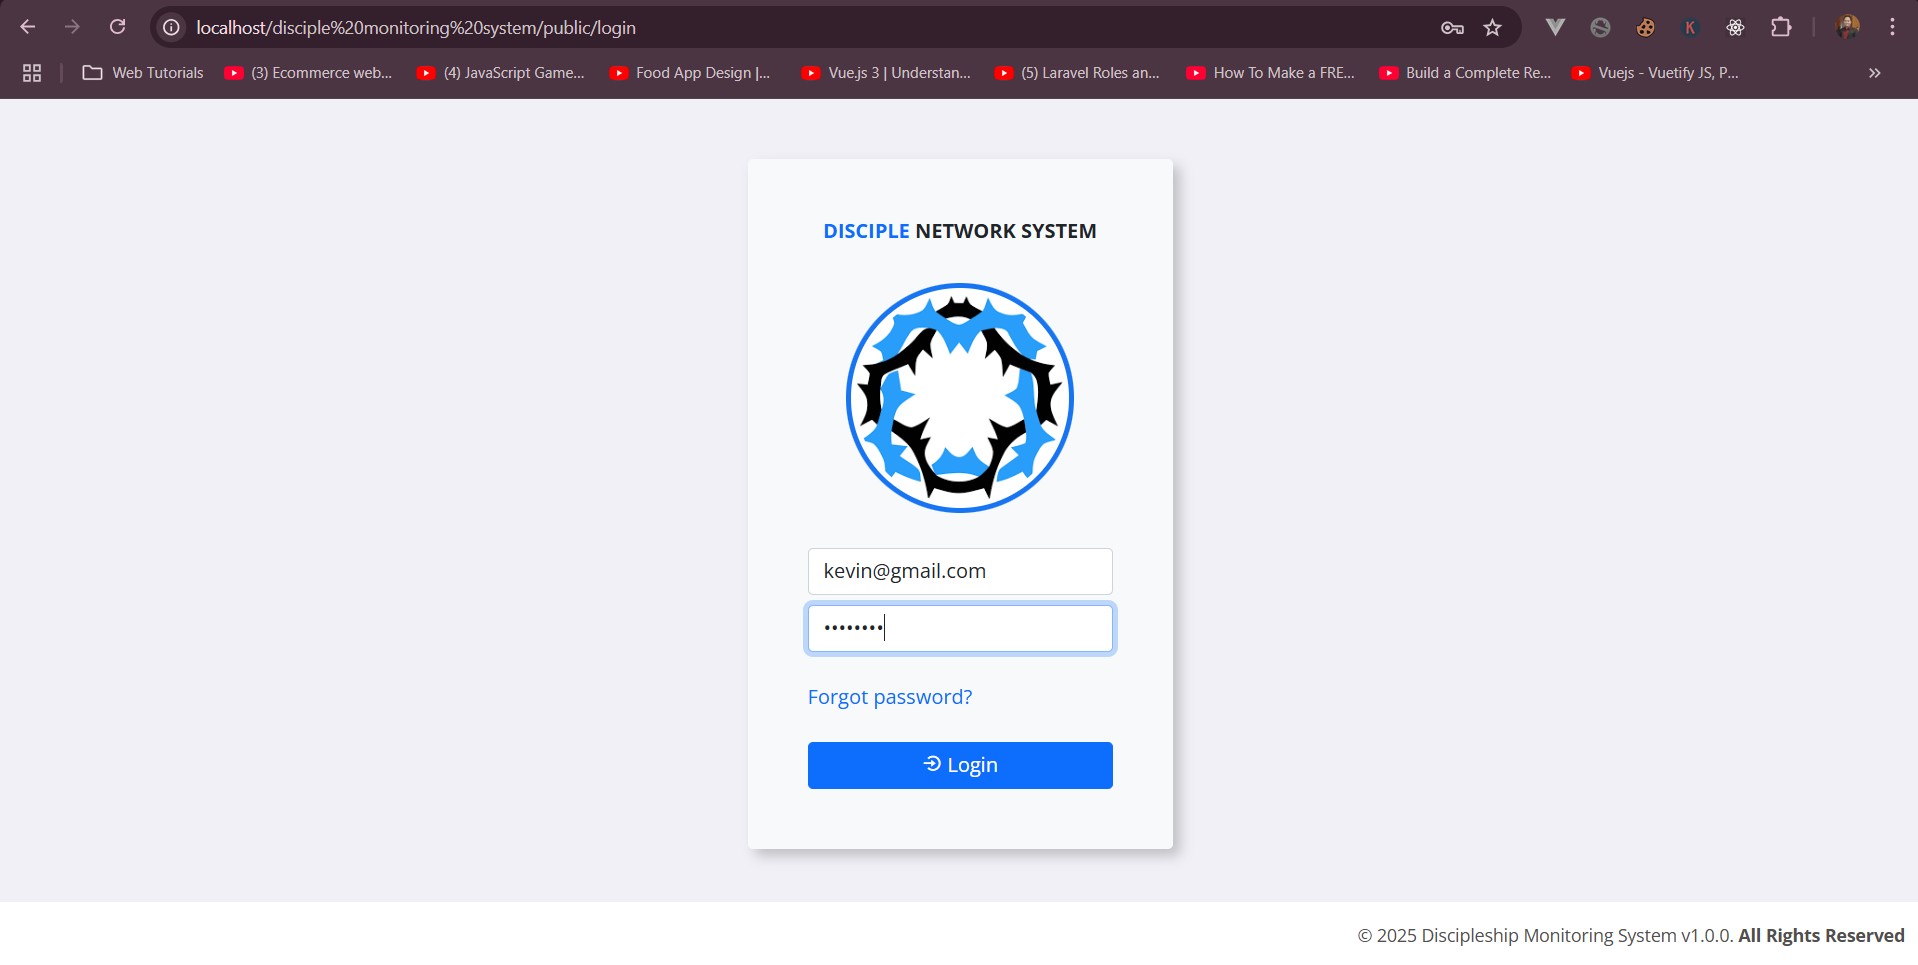 localhost/disciple%20monitoring%20system/public/login
K
Web Tutorials (3) Ecommerce web... (4) JavaScript Game... Food App Design |... Vue.js 3 | Understan... (5) Laravel Roles an... How To Make a FRE... Build a Complete Re... Vuejs - Vuetify JS, P...
DISCIPLE NETWORK SYSTEM
kevin@gmail.com
••••••••
Forgot password?
Login
© 2025 Discipleship Monitoring System v1.0.0. All Rights Reserved